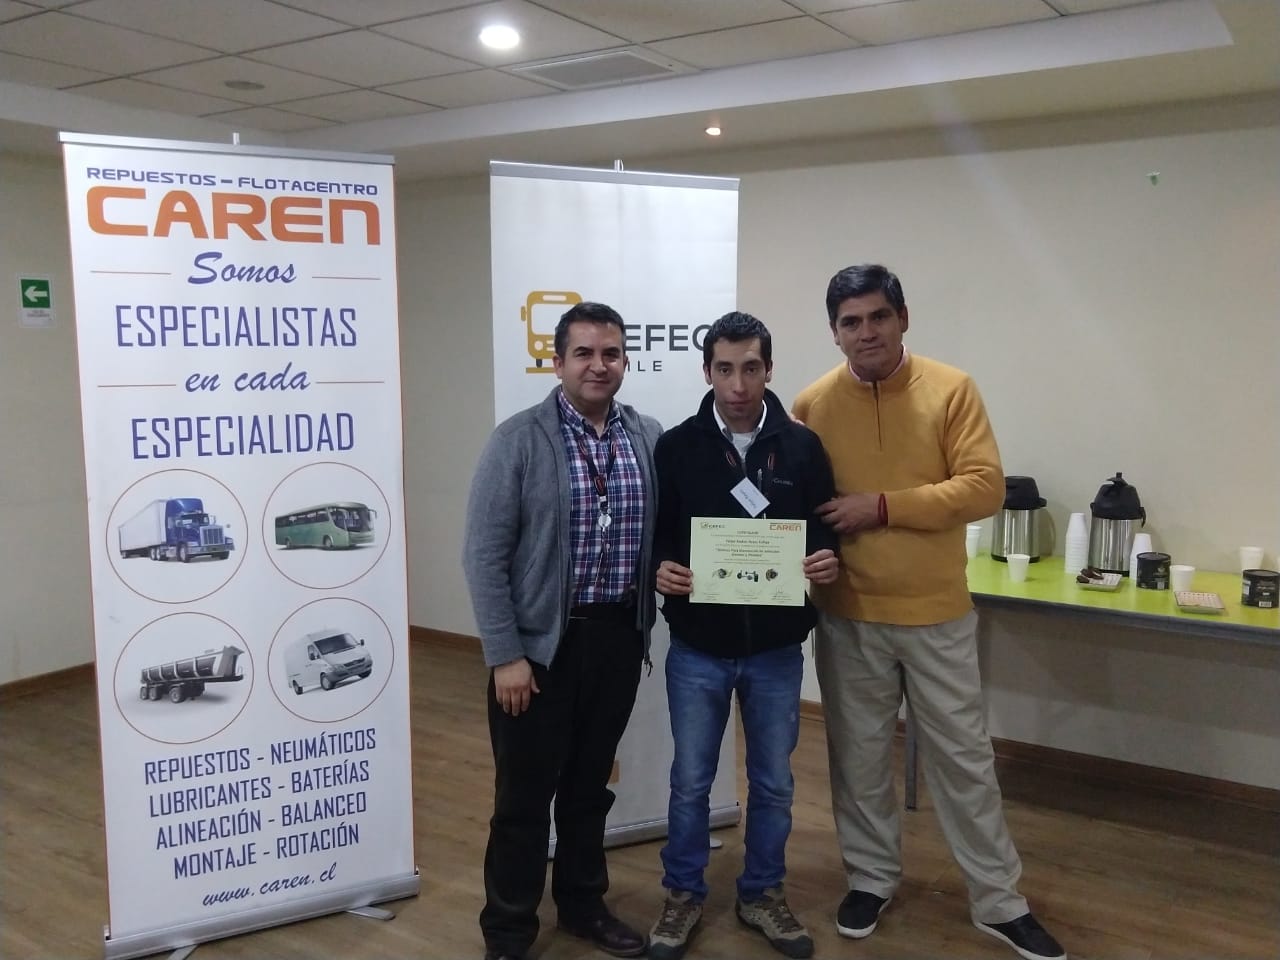 REPUESTOS - FLOTACENTRO
CAREN
Somos
ESPECIALISTAS
en cada
ESPECIALIDAD
REPUESTOS - NEUMÁTICOS
LUBRICANTES - BATERÍAS
ALINEACIÓN - BALANCEO
MONTAJE - ROTACIÓN
www.caren.cl
EFEC
ILE
CAREN